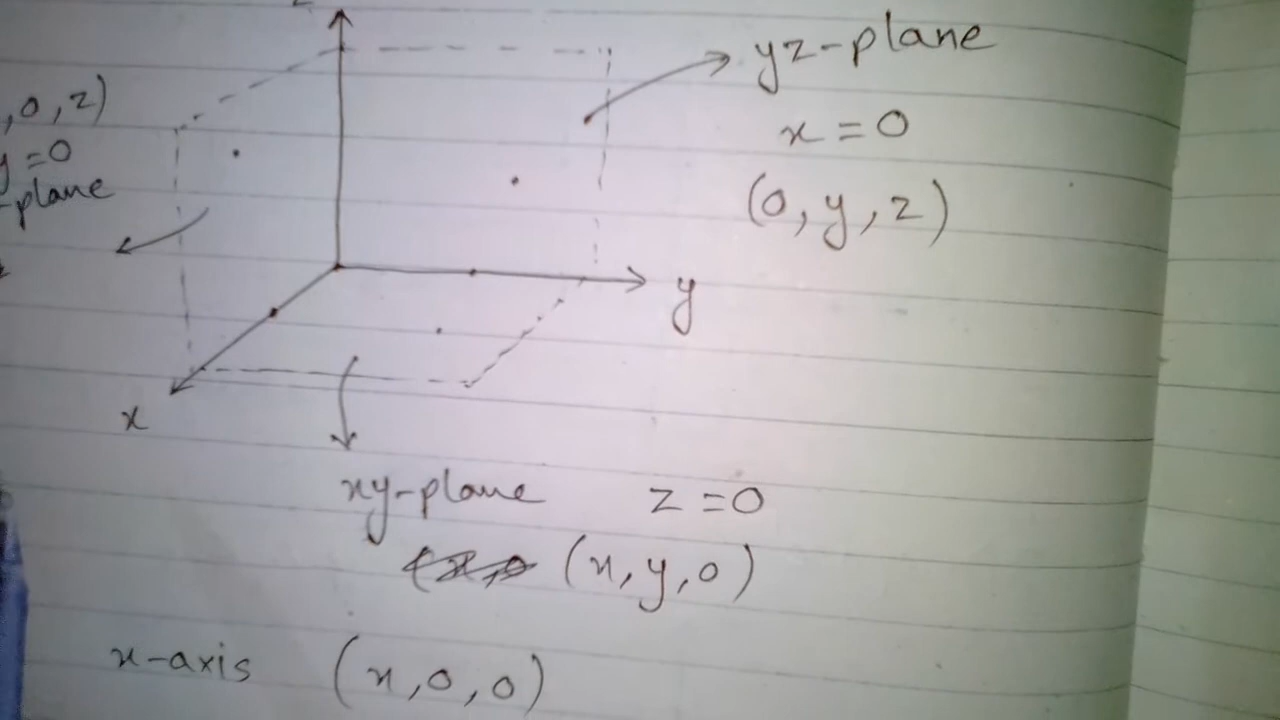 yz-plane
x = 0
(0, y, z)
, 0, z)
y = 0
-plane
y
x
xy-plane z = 0
(x, y, 0)
x-axis (x, 0, 0)